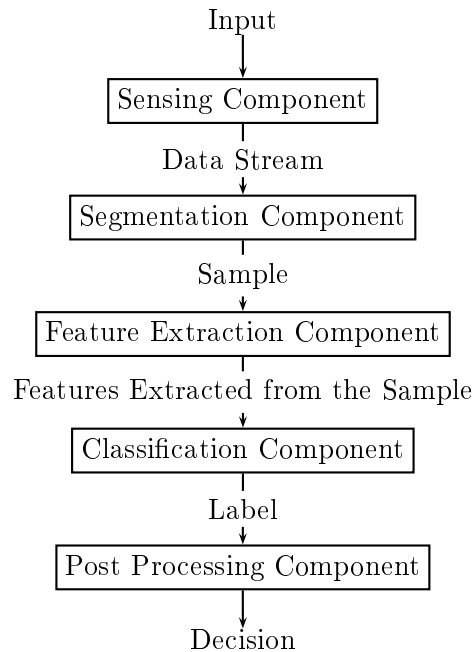 Input
Sensing Component
Data Stream
Segmentation Component
Sample
Feature Extraction Component
Features Extracted from the Sample
Classification Component
Label
Post Processing Component
Decision